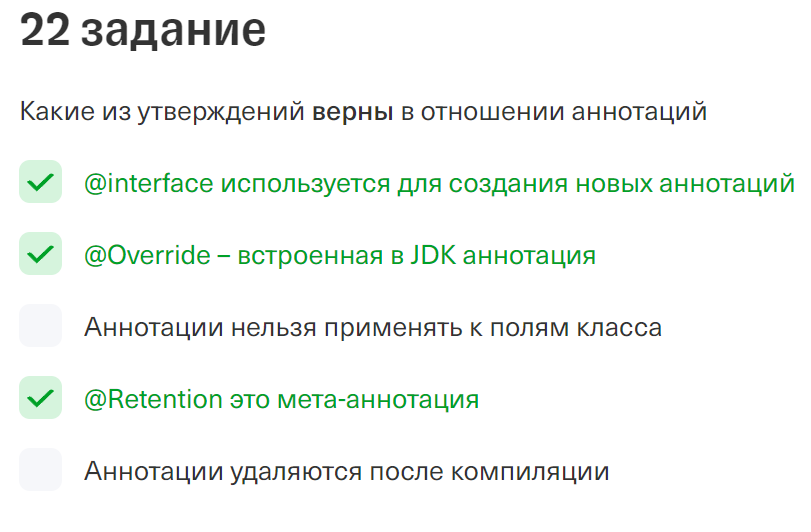 22 задание
Какие из утверждений верны в отношении аннотаций
@interface используется для создания новых аннотаций
@Override – встроенная в JDK аннотация
Аннотации нельзя применять к полям класса
@Retention это мета-аннотация
Аннотации удаляются после компиляции